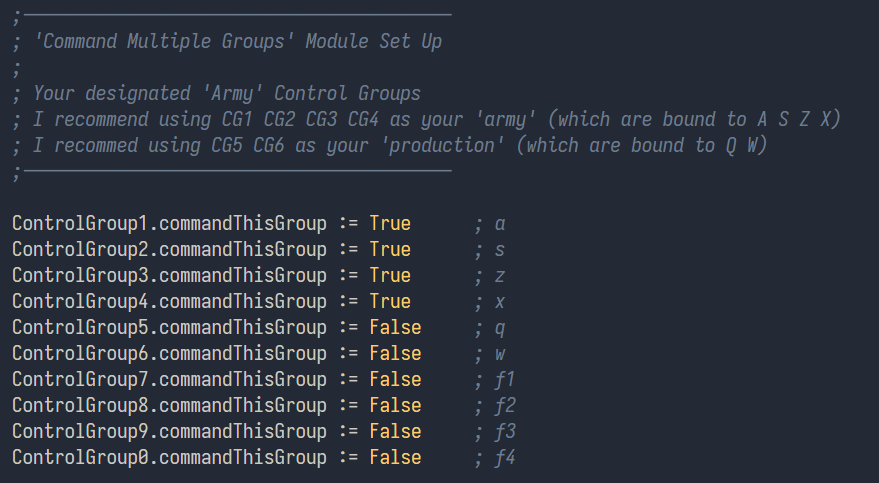 ;─────────────────────────────────────────
; 'Command Multiple Groups' Module Set Up
;
; Your designated 'Army' Control Groups
; I recommend using CG1 CG2 CG3 CG4 as your 'army' (which are bound to A S Z X)
; I recommed using CG5 CG6 as your 'production' (which are bound to Q W)
;─────────────────────────────────────────
ControlGroup1.commandThisGroup := True ; a
ControlGroup2.commandThisGroup := True ; s
ControlGroup3.commandThisGroup := True ; z
ControlGroup4.commandThisGroup := True ; x
ControlGroup5.commandThisGroup := False ; q
ControlGroup6.commandThisGroup := False ; w
ControlGroup7.commandThisGroup := False ; f1
ControlGroup8.commandThisGroup := False ; f2
ControlGroup9.commandThisGroup := False ; f3
ControlGroup0.commandThisGroup := False ; f4